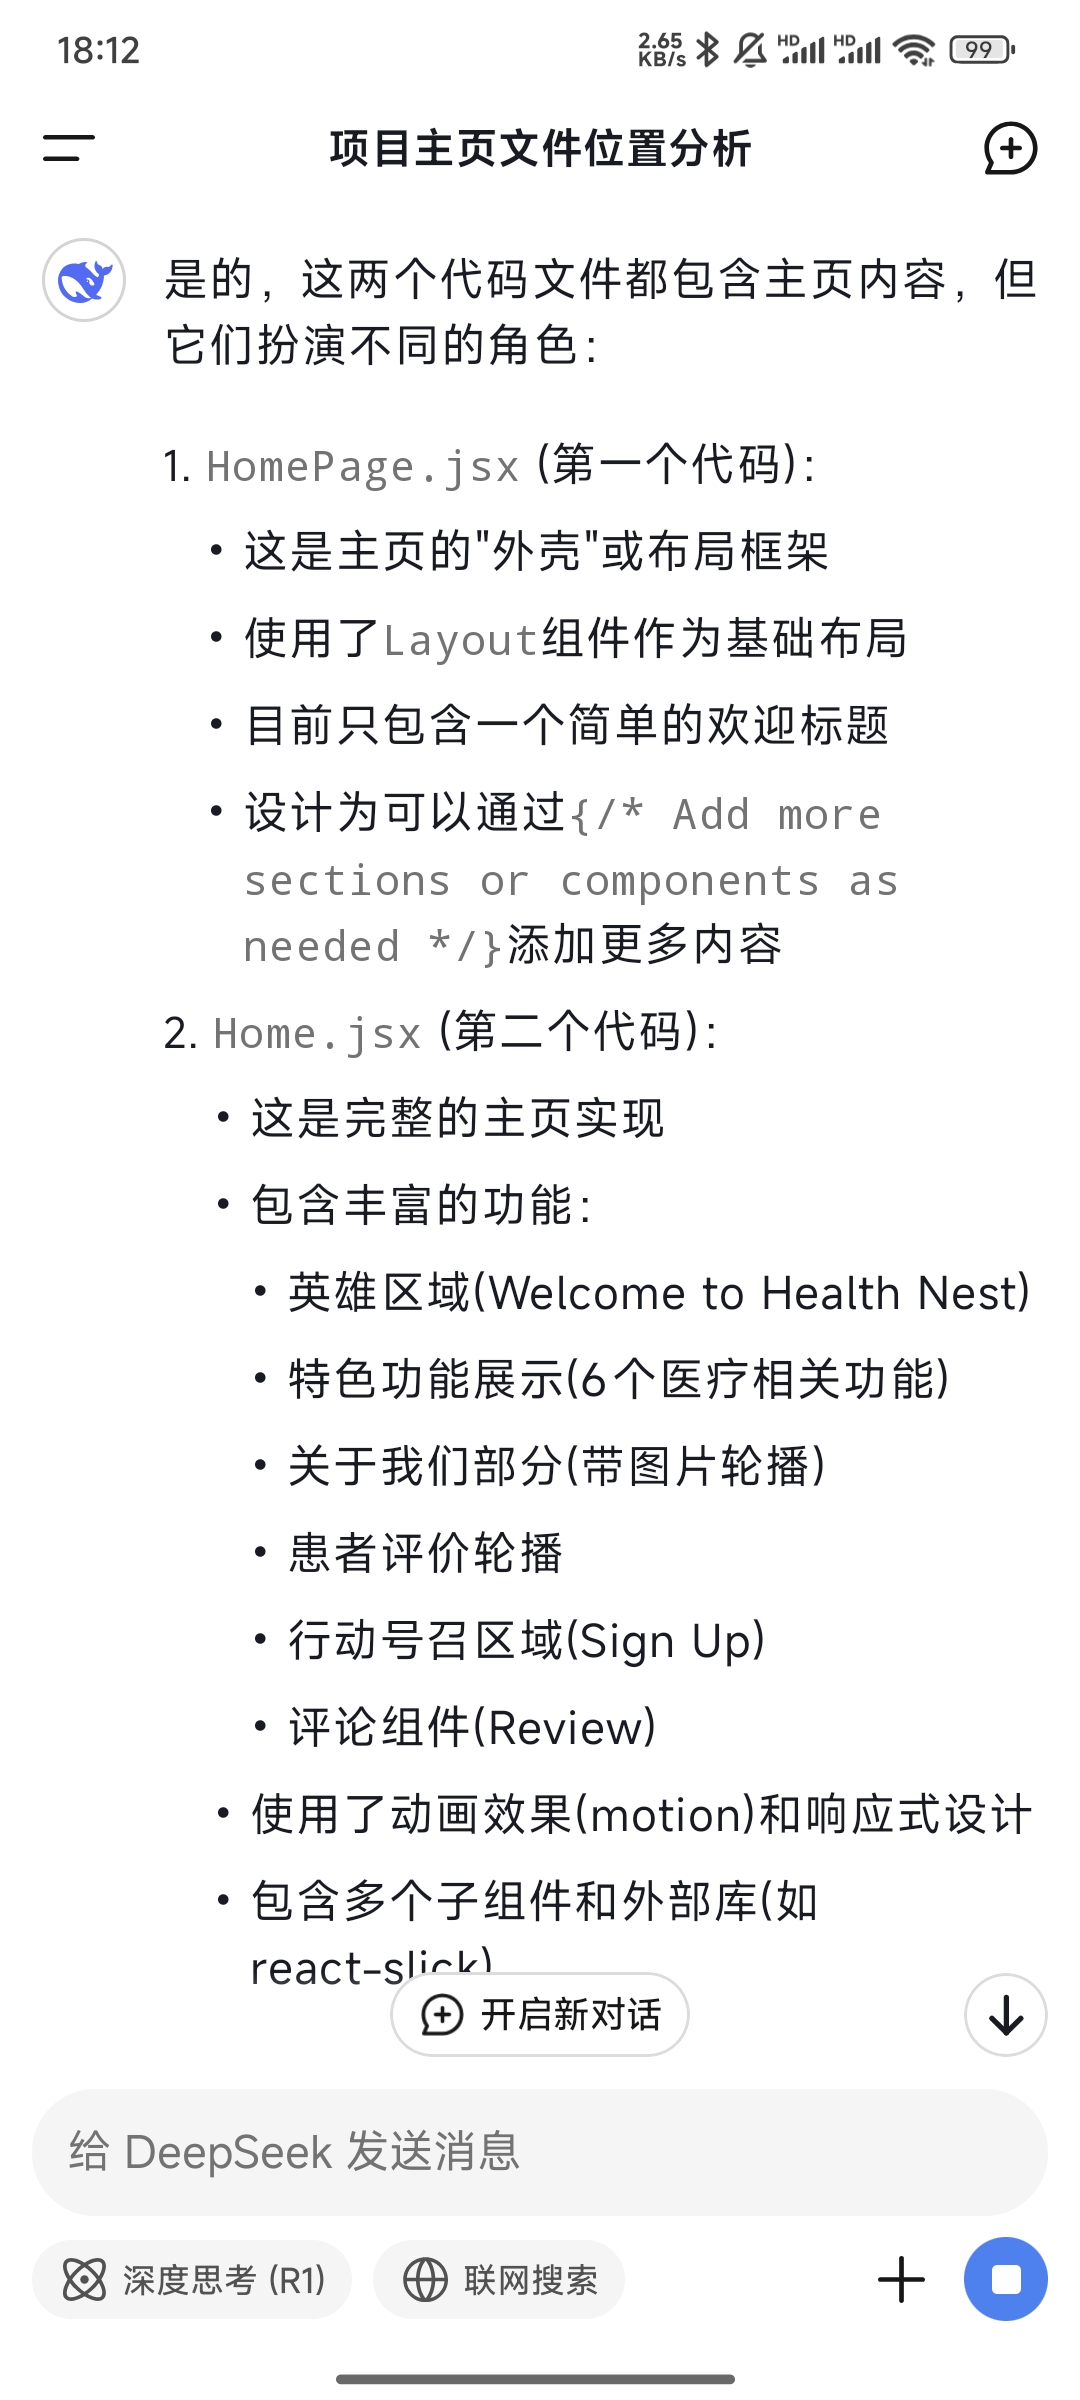 18:12
2.65 KB/s HD HD 99
项目主页文件位置分析
是的，这两个代码文件都包含主页内容，但
它们扮演不同的角色：
1. HomePage.jsx (第一个代码)：
• 这是主页的"外壳"或布局框架
• 使用了Layout组件作为基础布局
• 目前只包含一个简单的欢迎标题
• 设计为可以通过{/* Add more
sections or components as
needed */}添加更多内容
2. Home.jsx (第二个代码)：
• 这是完整的主页实现
• 包含丰富的功能：
• 英雄区域(Welcome to Health Nest)
• 特色功能展示(6个医疗相关功能)
• 关于我们部分(带图片轮播)
• 患者评价轮播
• 行动号召区域(Sign Up)
• 评论组件(Review)
• 使用了动画效果(motion)和响应式设计
• 包含多个子组件和外部库(如
react-slick)
开启新对话
给 DeepSeek 发送消息
深度思考 (R1) 联网搜索